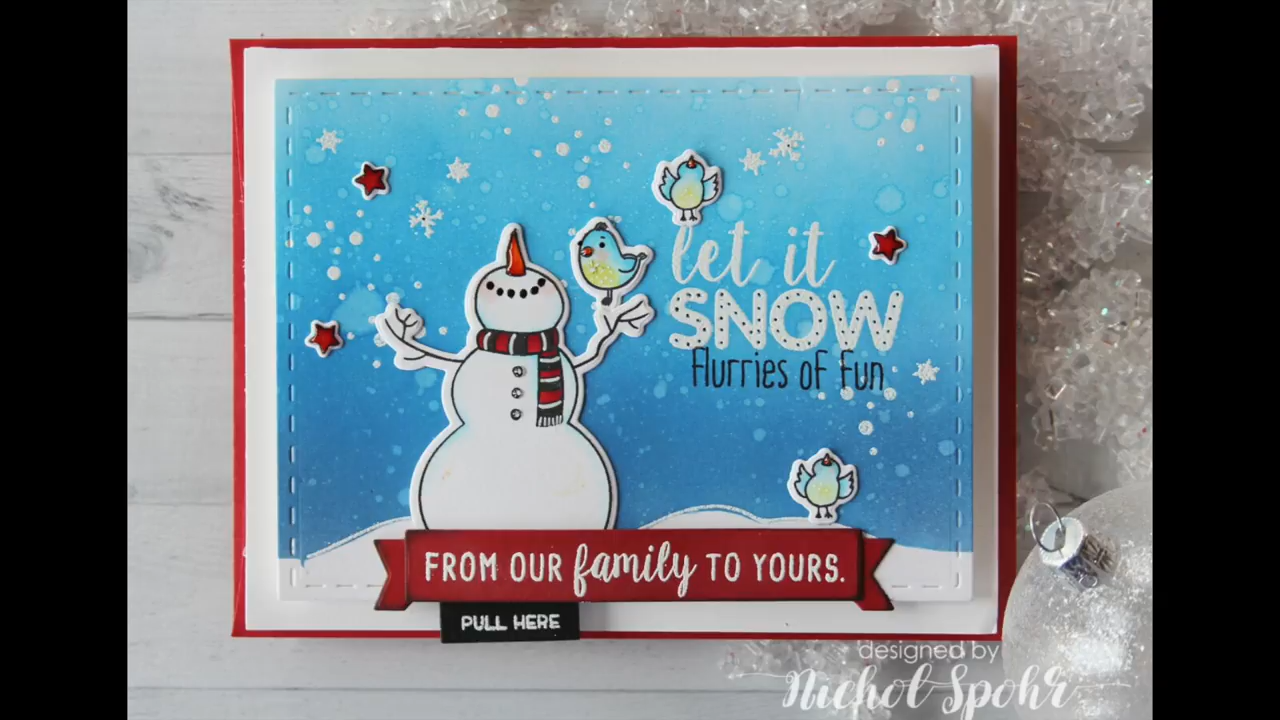 let it
SNOW
flurries of fun
FROM OUR family TO YOURS.
PULL HERE
designed by
Nichol Spohr